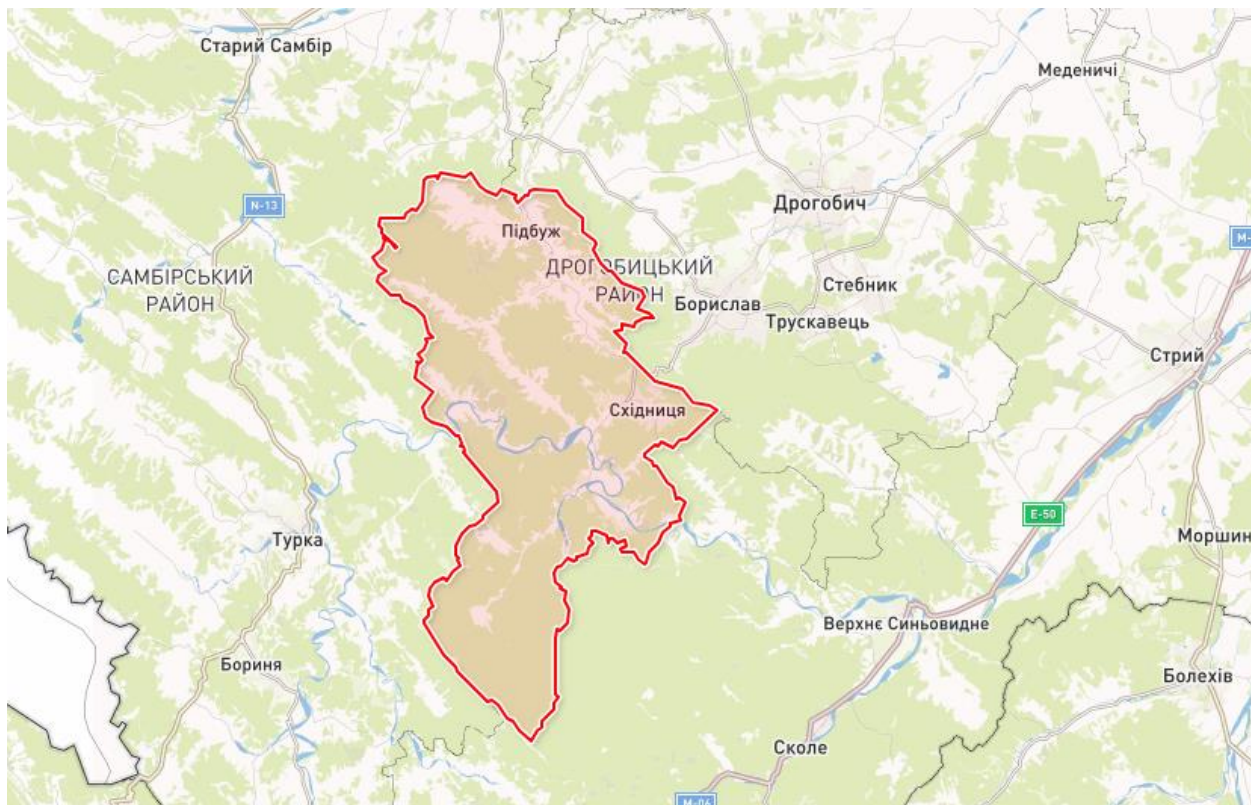 Старий Самбір
Меденичі
Дрогобич
N-13
Підбуж
M-
САМБІРСЬКИЙ
РАЙОН
ДРОГОБИЦЬКИЙ
РАЙОН
Стебник
Борислав
Трускавець
Стрий
Східниця
E-50
Турка
Моршин
Верхнє Синьовидне
Бориня
Болехів
Сколе
M-06